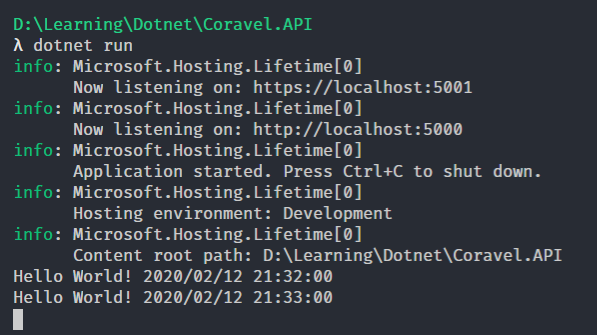 D:\Learning\Dotnet\Coravel.API
λ dotnet run
info: Microsoft.Hosting.Lifetime[0]
      Now listening on: https://localhost:5001
info: Microsoft.Hosting.Lifetime[0]
      Now listening on: http://localhost:5000
info: Microsoft.Hosting.Lifetime[0]
      Application started. Press Ctrl+C to shut down.
info: Microsoft.Hosting.Lifetime[0]
      Hosting environment: Development
info: Microsoft.Hosting.Lifetime[0]
      Content root path: D:\Learning\Dotnet\Coravel.API
Hello World! 2020/02/12 21:32:00
Hello World! 2020/02/12 21:33:00